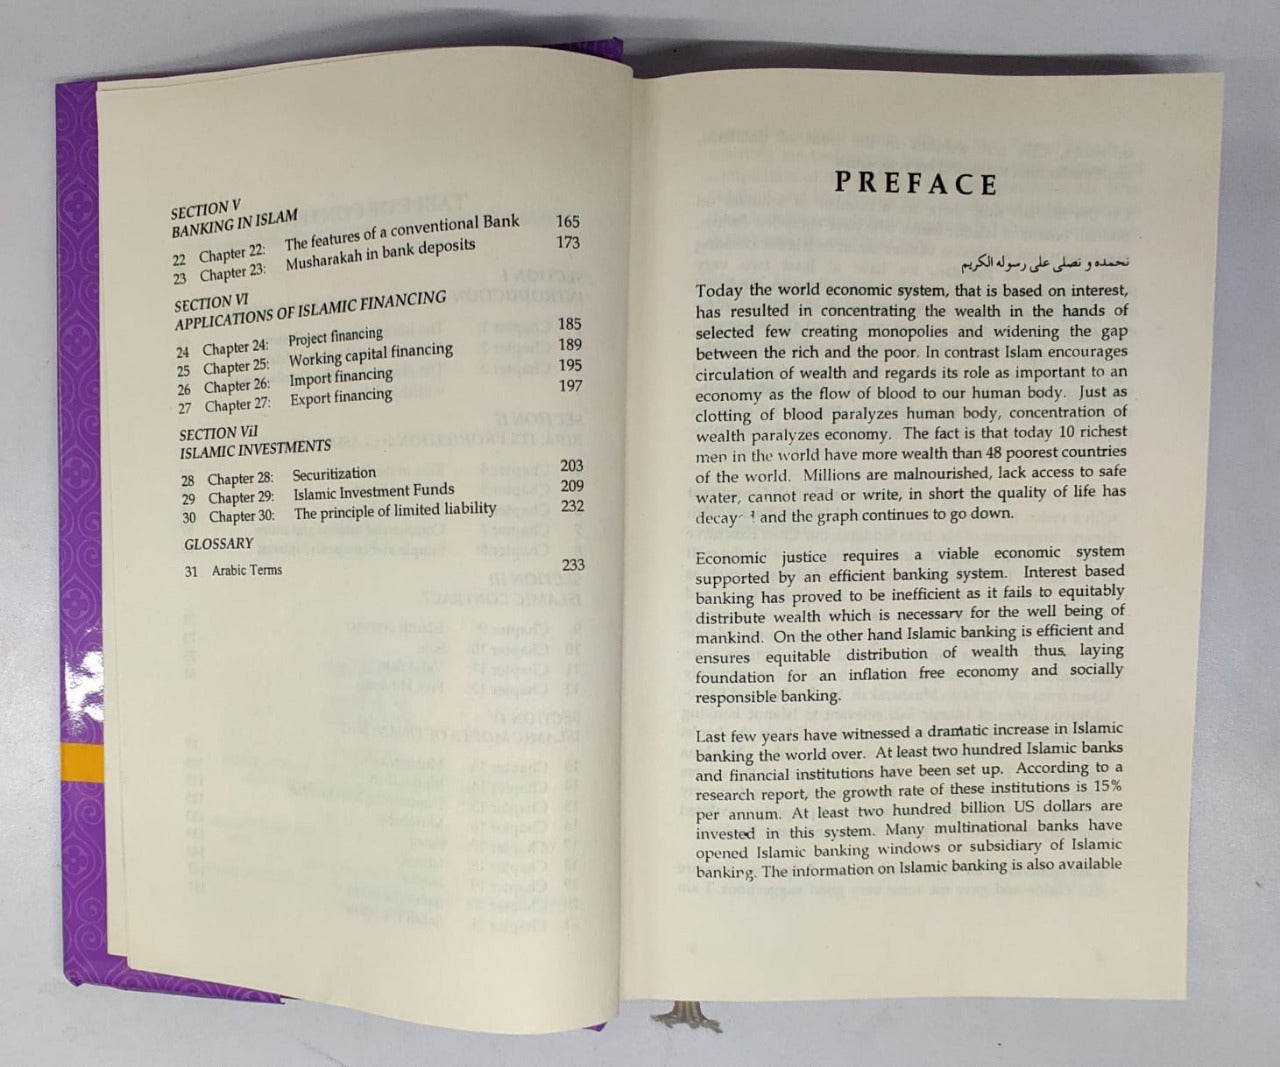 SECTION V
BANKING IN ISLAM
22 Chapter 22: The features of a conventional Bank 165
23 Chapter 23: Musharakah in bank deposits 173
SECTION VI
APPLICATIONS OF ISLAMIC FINANCING
24 Chapter 24: Project financing 185
25 Chapter 25: Working capital financing 189
26 Chapter 26: Import financing 195
27 Chapter 27: Export financing 197
SECTION VII
ISLAMIC INVESTMENTS
28 Chapter 28: Securitization 203
29 Chapter 29: Islamic Investment Funds 209
30 Chapter 30: The principle of limited liability 232
GLOSSARY
31 Arabic Terms 233
PREFACE
نحمده و نصلى على رسوله الكريم
Today the world economic system, that is based on interest,
has resulted in concentrating the wealth in the hands of
selected few creating monopolies and widening the gap
between the rich and the poor. In contrast Islam encourages
circulation of wealth and regards its role as important to an
economy as the flow of blood to our human body. Just as
clotting of blood paralyzes human body, concentration of
wealth paralyzes economy. The fact is that today 10 richest
men in the world have more wealth than 48 poorest countries
of the world. Millions are malnourished, lack access to safe
water, cannot read or write, in short the quality of life has
decayed and the graph continues to go down.
Economic justice requires a viable economic system
supported by an efficient banking system. Interest based
banking has proved to be inefficient as it fails to equitably
distribute wealth which is necessary for the well being of
mankind. On the other hand Islamic banking is efficient and
ensures equitable distribution of wealth thus laying
foundation for an inflation free economy and socially
responsible banking.
Last few years have witnessed a dramatic increase in Islamic
banking the world over. At least two hundred Islamic banks
and financial institutions have been set up. According to a
research report, the growth rate of these institutions is 15%
per annum. At least two hundred billion US dollars are
invested in this system. Many multinational banks have
opened Islamic banking windows or subsidiary of Islamic
banking. The information on Islamic banking is also available